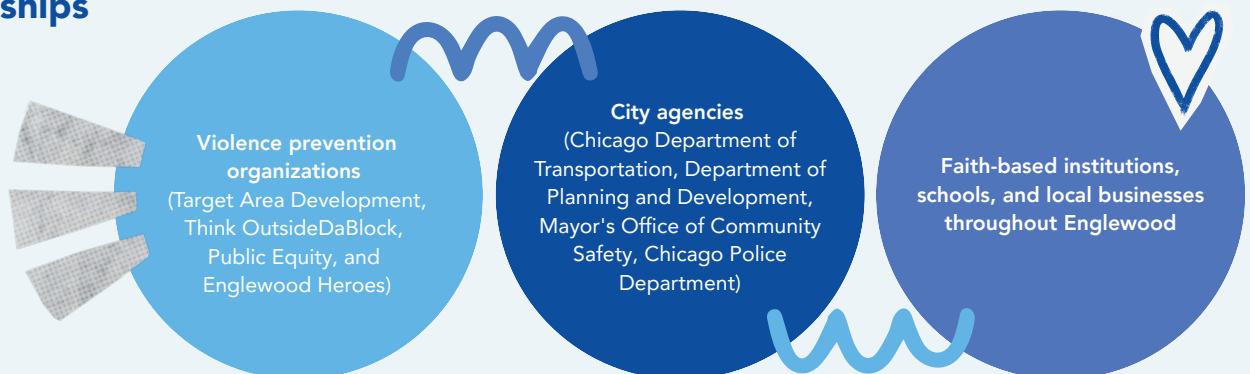 ships
Violence prevention
organizations
(Target Area Development,
Think OutsideDaBlock,
Public Equity, and
Englewood Heroes)
City agencies
(Chicago Department of
Transportation, Department of
Planning and Development,
Mayor's Office of Community
Safety, Chicago Police
Department)
Faith-based institutions,
schools, and local businesses
throughout Englewood